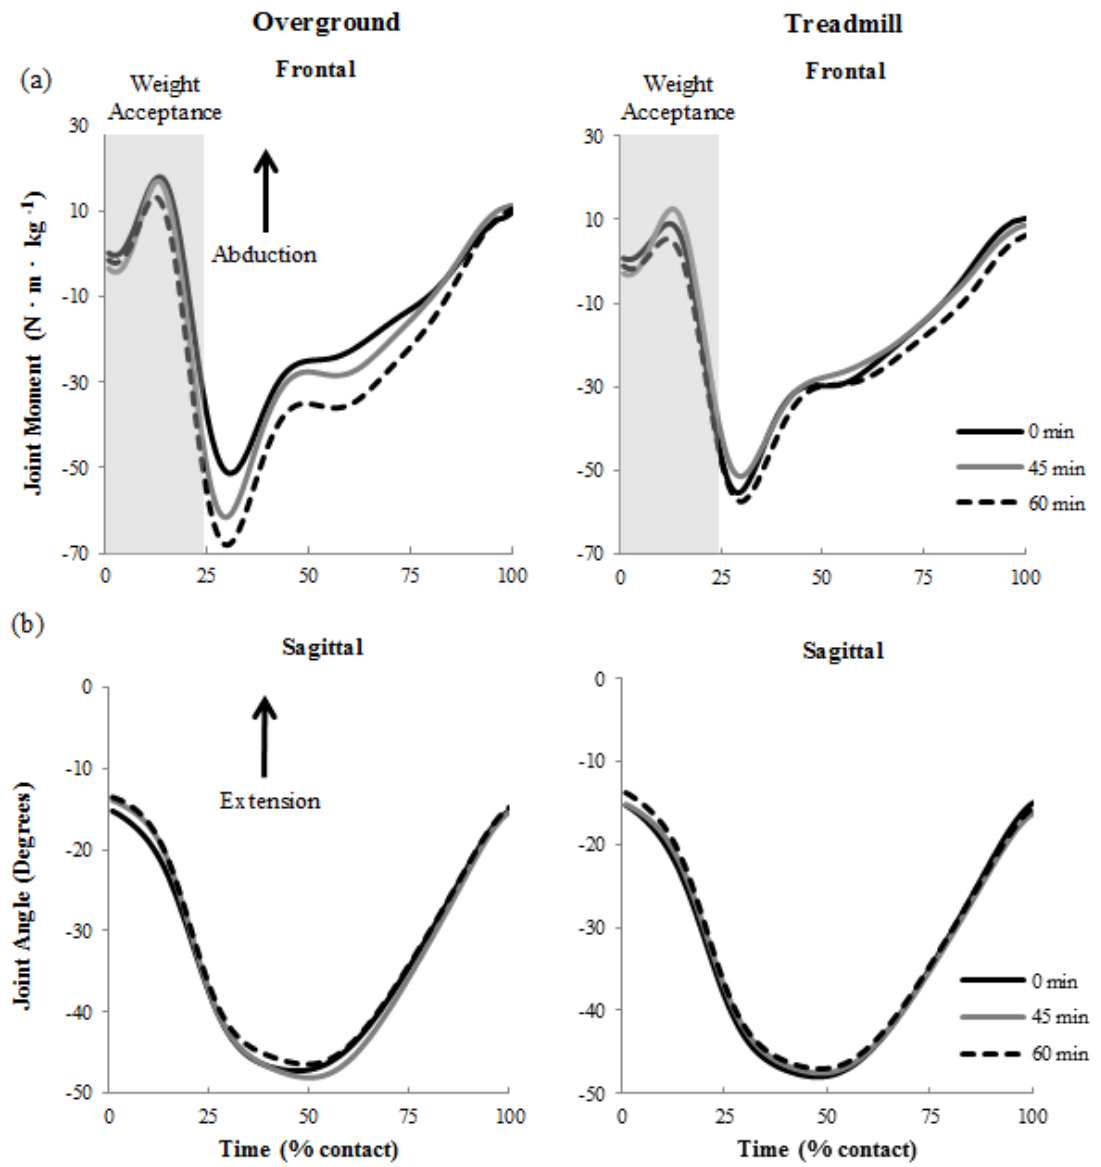 Overground
Treadmill
(a)
Frontal
Frontal
Weight
Acceptance
Weight
Acceptance
Joint Moment (N · m · kg -1)
30
10
-10
-30
-50
-70
0
25
50
75
100
Abduction
30
10
-10
-30
-50
-70
0
25
50
75
100
0 min
45 min
60 min
(b)
Sagittal
Sagittal
Joint Angle (Degrees)
0
-10
-20
-30
-40
-50
0
25
50
75
100
Extension
Time (% contact)
0
-10
-20
-30
-40
-50
0
25
50
75
100
0 min
45 min
60 min
Time (% contact)